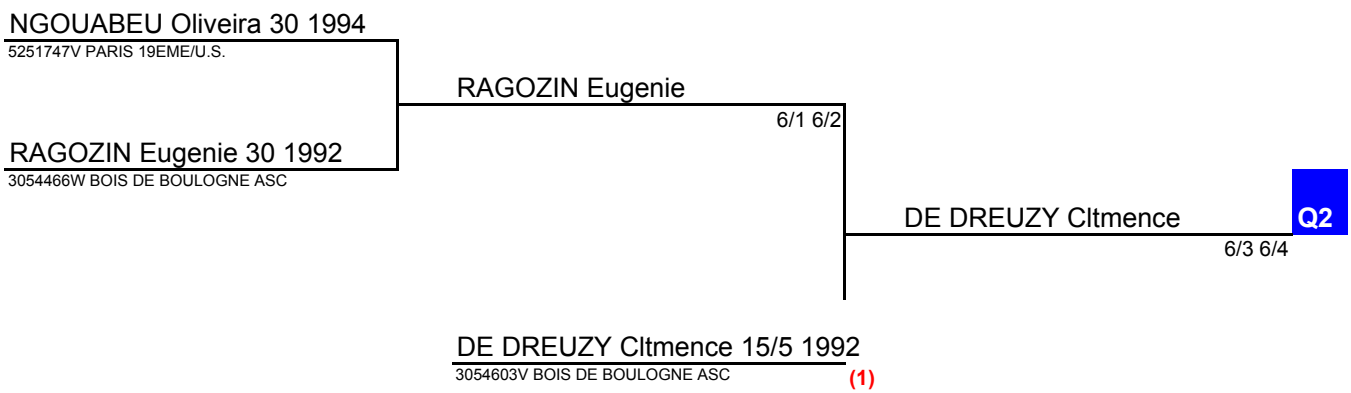 NGOUABEU Oliveira 30 1994
5251747V PARIS 19EME/U.S.
RAGOZIN Eugenie
6/1 6/2
RAGOZIN Eugenie 30 1992
3054466W BOIS DE BOULOGNE ASC
DE DREUZY Cltmence
Q2
6/3 6/4
DE DREUZY Cltmence 15/5 1992
3054603V BOIS DE BOULOGNE ASC
(1)